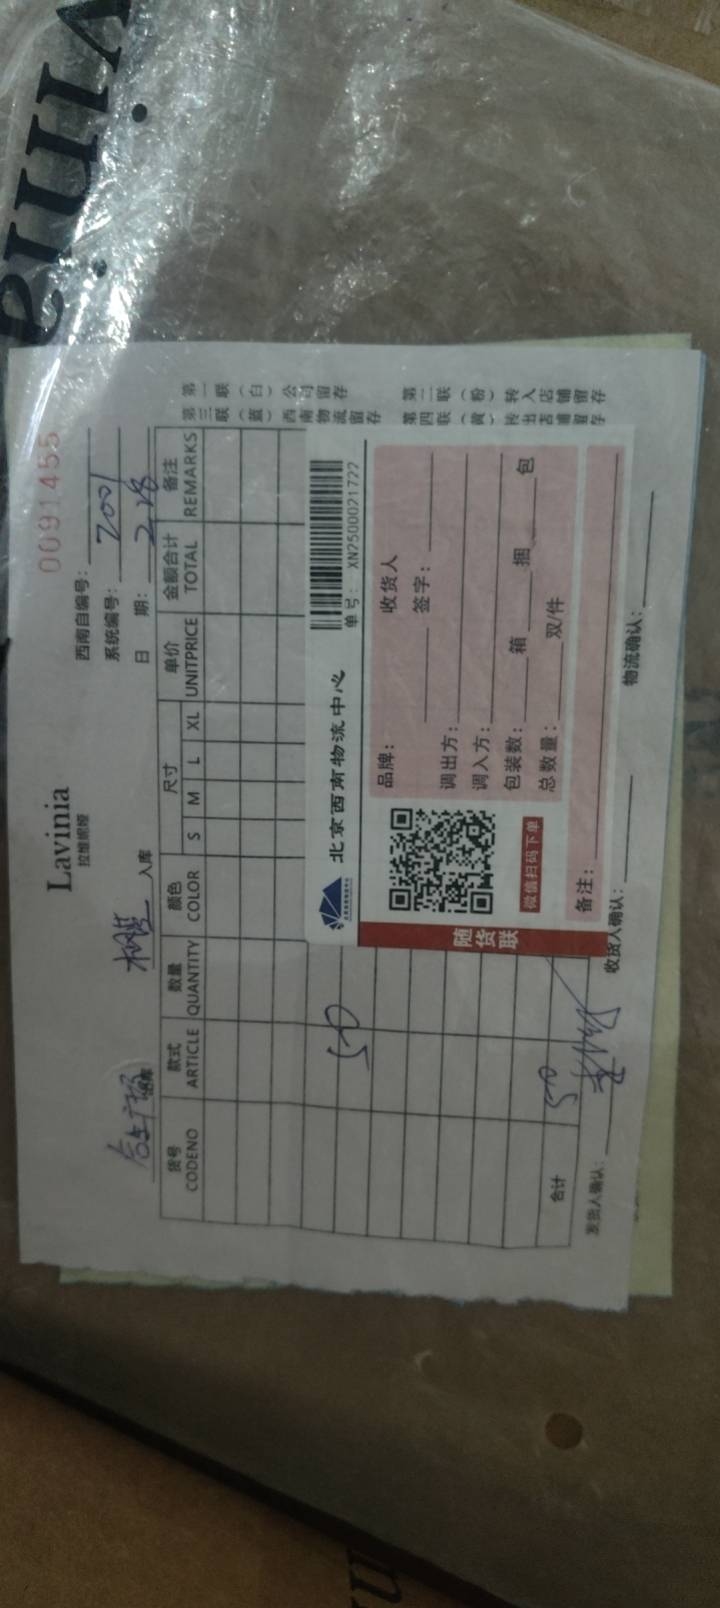 0091455
Lavinia
拉维妮娅
西南自编号：
系统编号： 2001
日 期： 2.18
出库
入库
货号 款式 数量 颜色 尺寸 单价 金额合计 备注
CODENO ARTICLE QUANTITY COLOR S M L XL UNITPRICE TOTAL REMARKS
50
合计 50
发货人确认：
收货人确认：
物流确认：
第一联（白）公司留存
第二联（粉）转入店铺留存
第三联（蓝）西南物流留存
第四联（黄）转出店铺留存
北京西南物流中心
单号： XN2500021722
随货联
微信扫码下单
品牌：
收货人
签字：
调出方：
调入方：
包装数： 箱 捆 包
总数量： 双/件
备注：